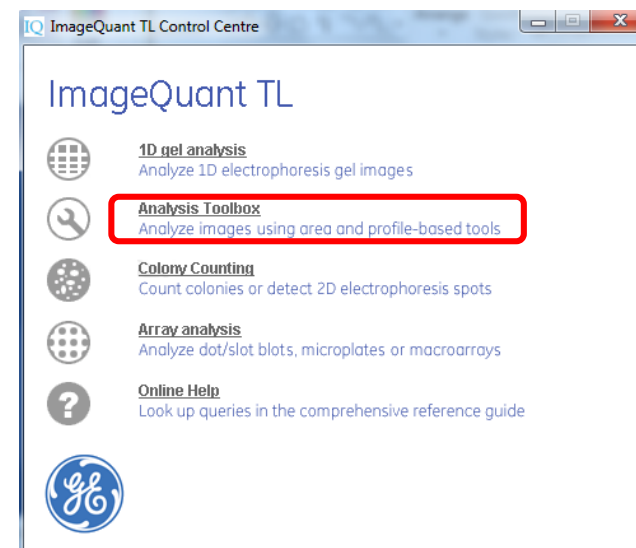 IQ ImageQuant TL Control Centre
ImageQuant TL
1D gel analysis
Analyze 1D electrophoresis gel images
Analysis Toolbox
Analyze images using area and profile-based tools
Colony Counting
Count colonies or detect 2D electrophoresis spots
Array analysis
Analyze dot/slot blots, microplates or macroarrays
?
Online Help
Look up queries in the comprehensive reference guide
GE